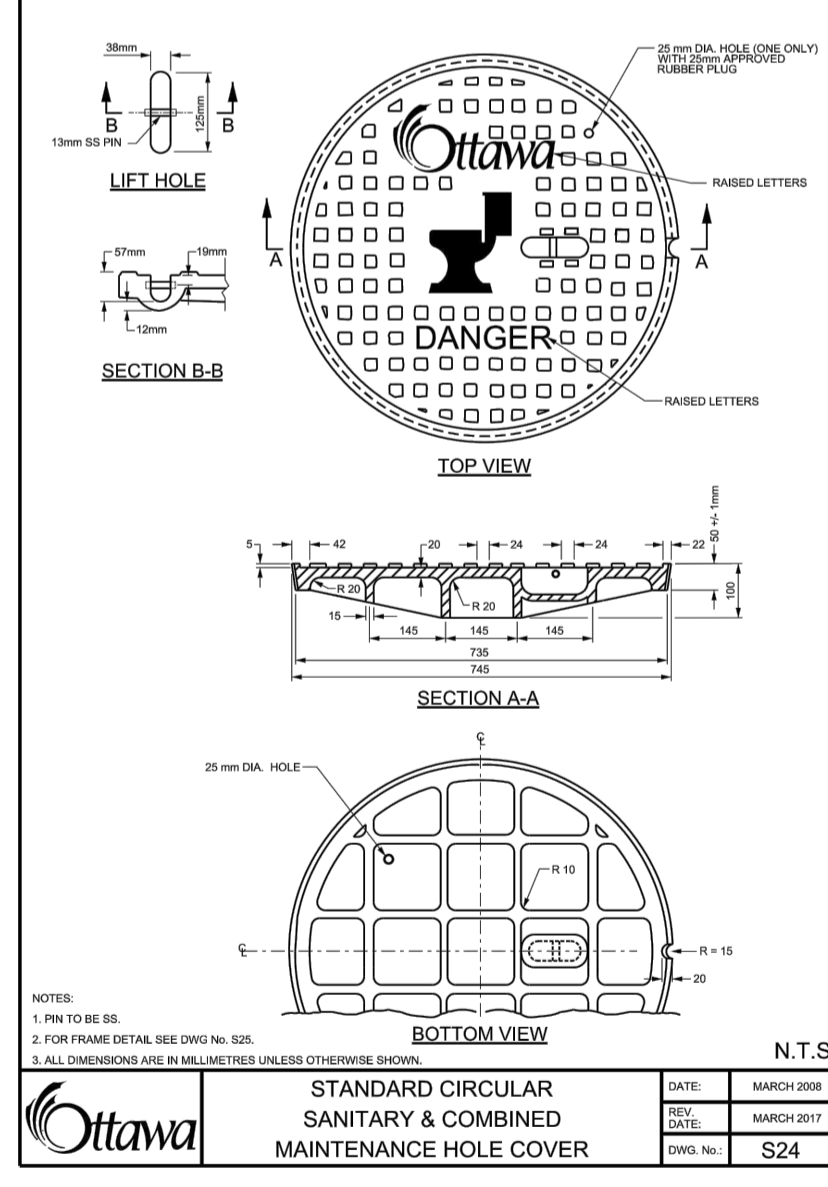 38mm
B
B
125mm
13mm SS PIN
LIFT HOLE
57mm
19mm
12mm
SECTION B-B
25 mm DIA. HOLE (ONE ONLY)
WITH 25mm APPROVED
RUBBER PLUG
Ottawa
RAISED LETTERS
A
A
DANGER
RAISED LETTERS
TOP VIEW
5
42
20
24
24
22
50 +/- 1mm
R 20
R 20
100
15
145
145
145
735
745
SECTION A-A
℄
25 mm DIA. HOLE
R 10
℄
R = 15
20
BOTTOM VIEW
NOTES:
1. PIN TO BE SS.
2. FOR FRAME DETAIL SEE DWG No. S25.
3. ALL DIMENSIONS ARE IN MILLIMETRES UNLESS OTHERWISE SHOWN.
N.T.S
Ottawa
STANDARD CIRCULAR
SANITARY & COMBINED
MAINTENANCE HOLE COVER
DATE:
MARCH 2008
REV.
DATE:
MARCH 2017
DWG. No.:
S24